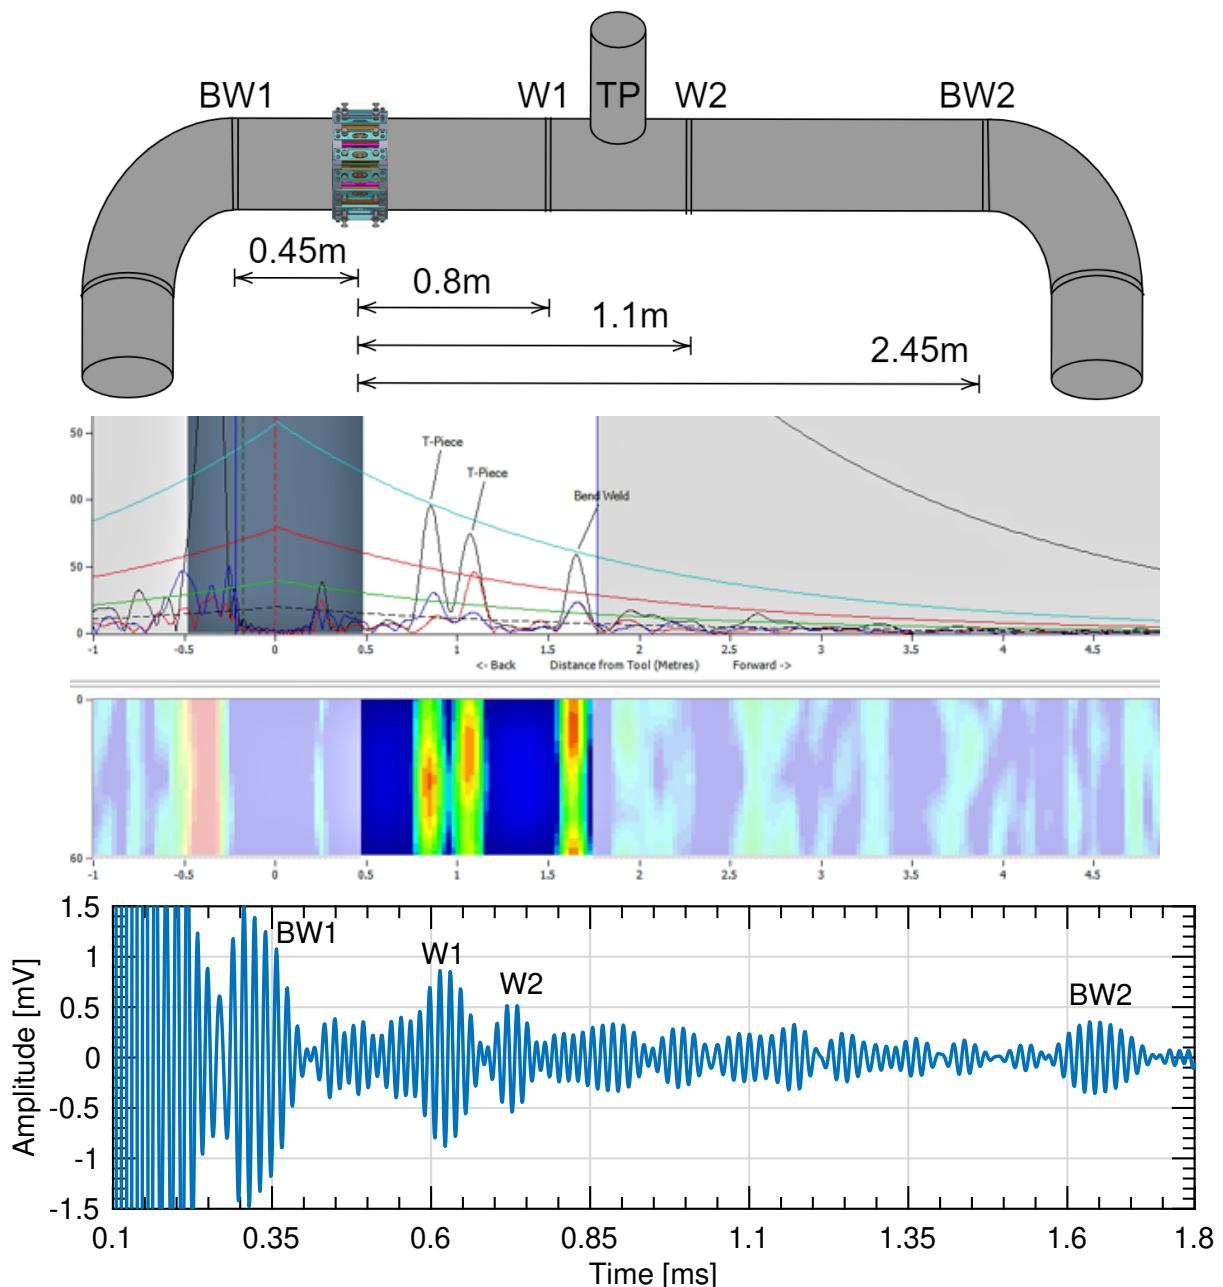 BW1 W1 TP W2 BW2
0.45m
0.8m
1.1m
2.45m
50
T-Piece
T-Piece
00
Bend Weld
50
0
-1 -0.5 0 0.5 1 1.5 2 2.5 3 3.5 4 4.5
<- Back Distance from Tool (Metres) Forward ->
0
60
-1 -0.5 0 0.5 1 1.5 2 2.5 3 3.5 4 4.5
1.5
BW1
W1
1
W2
BW2
0.5
0
-0.5
-1
-1.5
Amplitude [mV]
0.1 0.35 0.6 0.85 1.1 1.35 1.6 1.8
Time [ms]